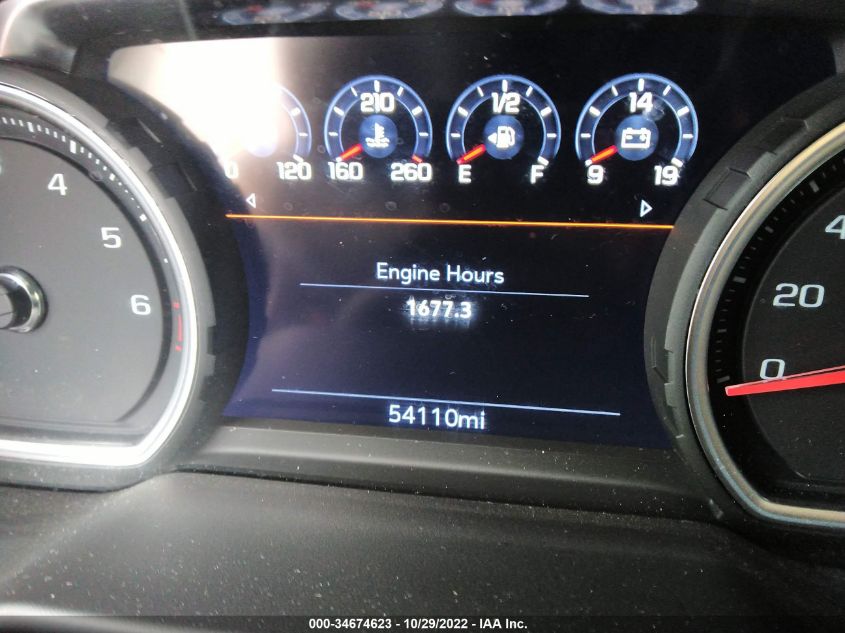 210 1/2 14
0 120 160 260 E F 9 19
4
5
6
Engine Hours
1677.3
54110mi
4
20
0
000-34674623 - 10/29/2022 - IAA Inc.